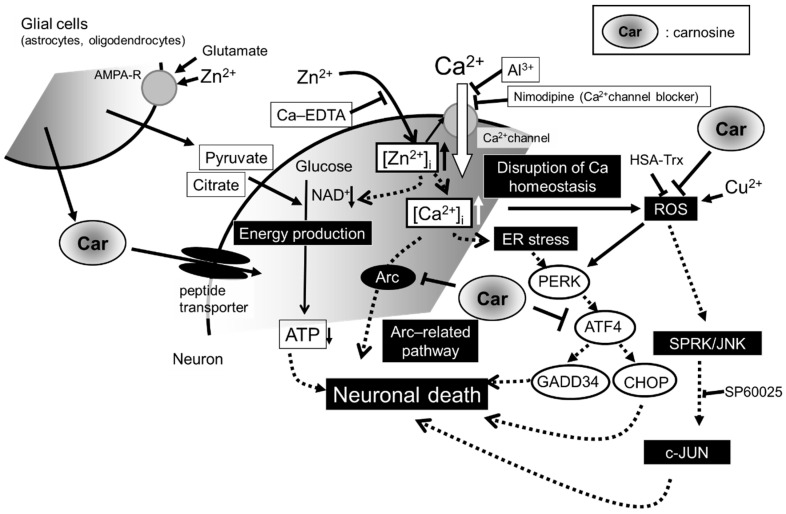 Glial cells
(astrocytes, oligodendrocytes)
Glutamate
AMPA-R
Zn2+
Car : carnosine
Zn2+
Ca2+
Al3+
Ca–EDTA
Nimodipine (Ca2+channel blocker)
Ca2+channel
Car
Pyruvate
Citrate
Glucose
NAD+
[Zn2+]i
Disruption of Ca
homeostasis
HSA-Trx
Cu2+
[Ca2+]i
ROS
Car
Energy production
ER stress
peptide
transporter
Arc
Car
PERK
ATF4
ATP
Arc–related
pathway
SPRK/JNK
Neuron
Neuronal death
GADD34
CHOP
SP60025
c-JUN